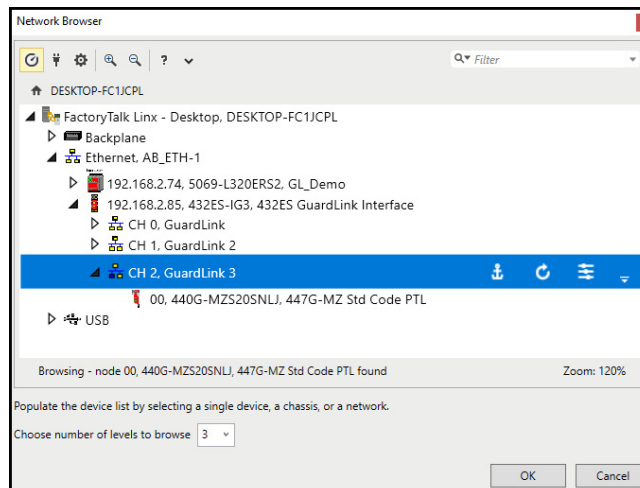 Network Browser
Filter
DESKTOP-FC1JCPL
FactoryTalk Linx - Desktop, DESKTOP-FC1JCPL
Backplane
Ethernet, AB_ETH-1
192.168.2.74, 5069-L320ERS2, GL_Demo
192.168.2.85, 432ES-IG3, 432ES GuardLink Interface
CH 0, GuardLink
CH 1, GuardLink 2
CH 2, GuardLink 3
00, 440G-MZS20SNLJ, 447G-MZ Std Code PTL
USB
Browsing - node 00, 440G-MZS20SNLJ, 447G-MZ Std Code PTL found Zoom: 120%
Populate the device list by selecting a single device, a chassis, or a network.
Choose number of levels to browse 3
OK Cancel